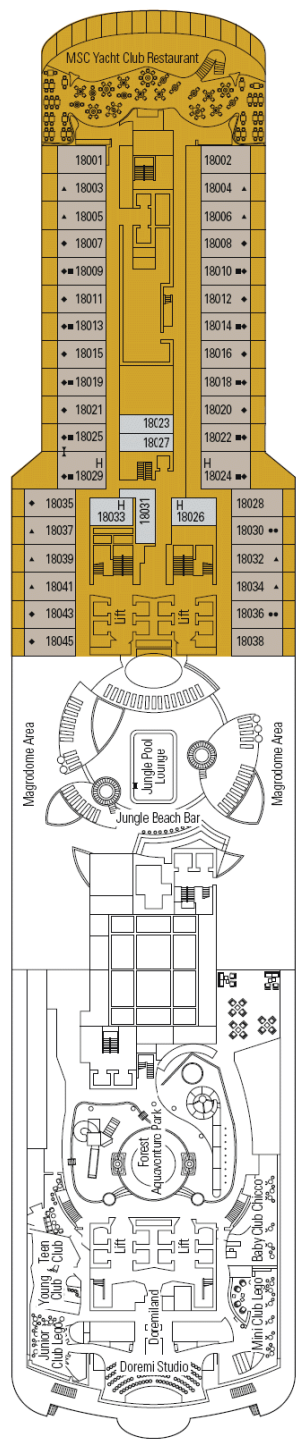 MSC Yacht Club Restaurant
18001
18002
18003
18004
18005
18006
18007
18008
18009
18010
18011
18012
18013
18014
18015
18016
18019
18018
18021
18020
18023
18025
18022
18027
H
18029
H
18024
18035
H
18033
18031
H
18026
18028
18037
18030
18039
18032
18041
18034
18043
Lift
Lift
18036
18045
18038
Magrodome Area
Jungle Pool
Lounge
Magrodome Area
Jungle Beach Bar
Forest
Aquaventure Park
Teen
Club
Lift
Lift
Baby Club Chicco
Young
Club
Doremiland
Mini Club Lego
Junior
Club Lego
Doremi Studio